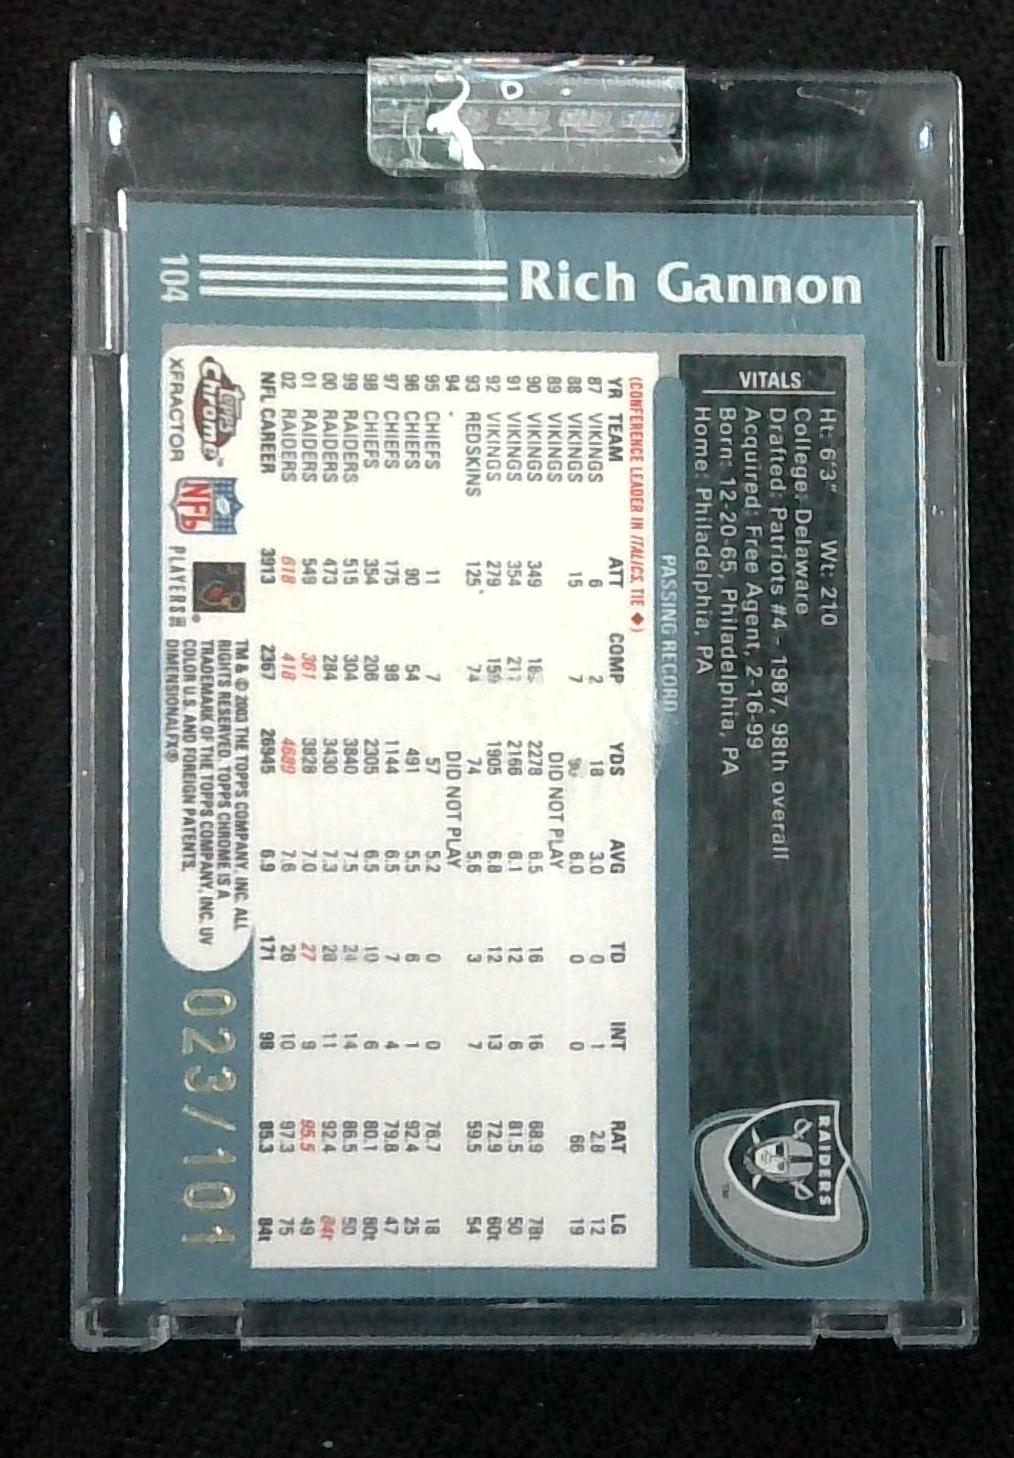 104 Rich Gannon
VITALS
Ht: 6'3" Wt: 210
College: Delaware
Drafted: Patriots #4 - 1987, 98th overall
Acquired: Free Agent, 2-16-99
Born: 12-20-65, Philadelphia, PA
Home: Philadelphia, PA
RAIDERS
TM
PASSING RECORD
(CONFERENCE LEADER IN ITALICS, TIE ♦)
YR TEAM ATT COMP YDS AVG TD INT RAT LG
87 VIKINGS 6 2 18 3.0 0 1 2.8 12
88 VIKINGS 15 7 6.0 0 0 66 19
89 VIKINGS DID NOT PLAY
90 VIKINGS 349 2278 6.5 16 16 68.9 78t
91 VIKINGS 354 211 2166 6.1 12 6 81.5 50
92 VIKINGS 279 159 1905 6.8 12 13 72.9 60t
93 REDSKINS 125 74 74 5.6 3 7 59.5 54
94 - DID NOT PLAY
95 CHIEFS 11 7 57 5.2 0 0 76.7 18
96 CHIEFS 90 54 491 5.5 6 1 92.4 25
97 CHIEFS 175 98 1144 6.5 7 4 79.8 47
98 CHIEFS 354 206 2305 6.5 10 6 80.1 80t
99 RAIDERS 515 304 3840 7.5 24 14 86.5 50
00 RAIDERS 473 284 3430 7.3 28 11 92.4 84t
01 RAIDERS 549 361 3828 7.0 27 9 95.5 49
02 RAIDERS 618 418 4689 7.6 26 10 97.3 75
NFL CAREER 3913 2367 26945 6.9 171 98 85.3 84t
Topps Chrome™
XFRACTOR
NFL
PLAYERS
TM & © 2003 THE TOPPS COMPANY, INC. ALL
RIGHTS RESERVED. TOPPS CHROME IS A
TRADEMARK OF THE TOPPS COMPANY, INC. UV
COLOR U.S. AND FOREIGN PATENTS.
DIMENSIONALFX®
023/101